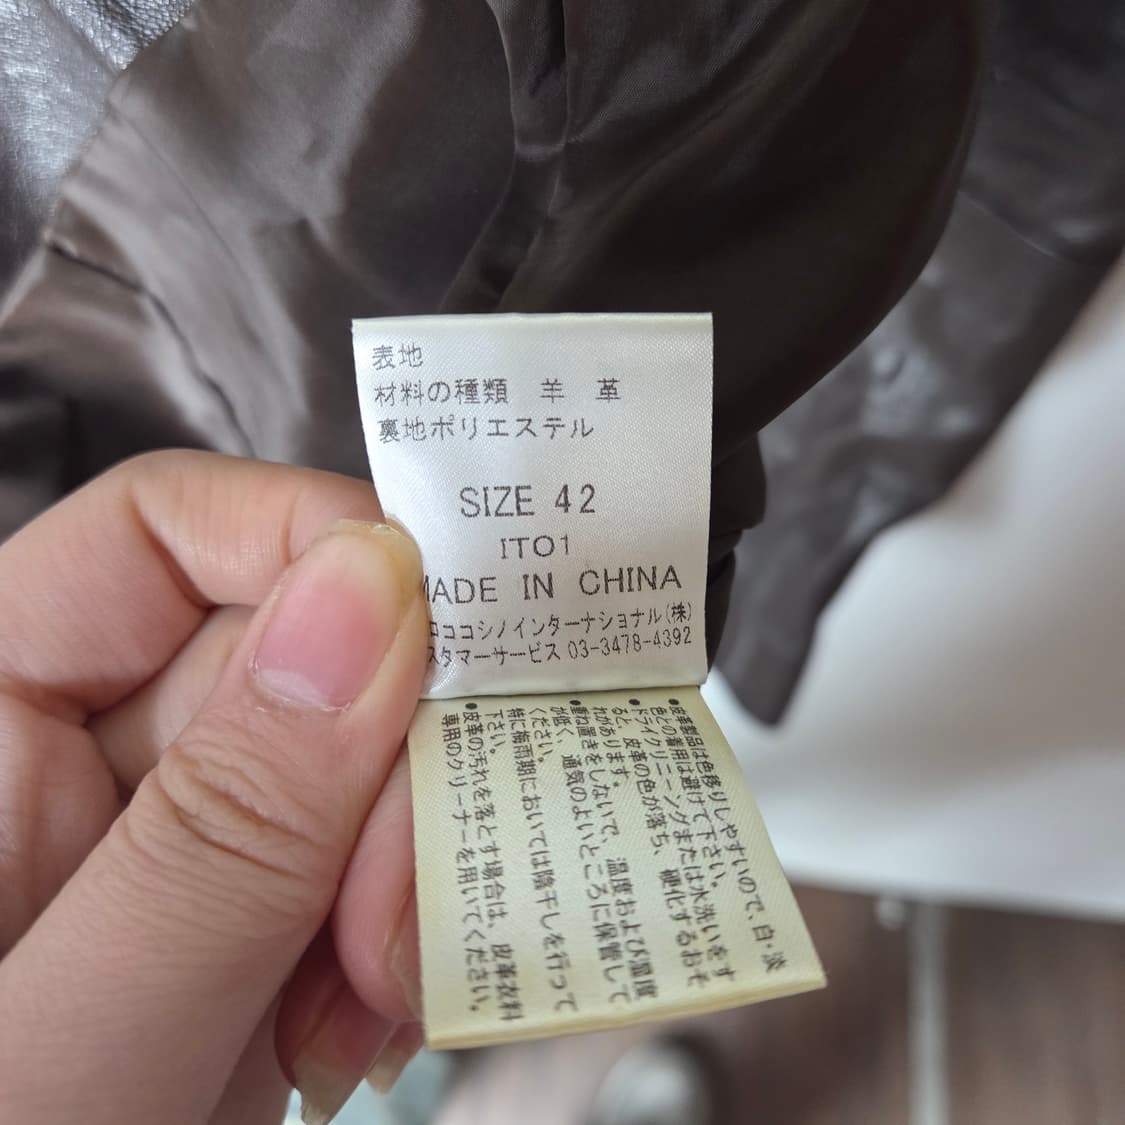 表地
材料の種類 羊 革
裏地ポリエステル
SIZE 42
ITO1
MADE IN CHINA
ロココシノインターナショナル(株)
スタマーサービス 03-3478-4392
●皮革製品は色移りしやすいので、白・淡
色との着用は避けて下さい。
●ドライクリーニングまたは水洗いをす
ると、皮革の色が落ち、硬化するおそ
れがあります。
●重ね置きをしないで、温度および湿度
が低く、通気のよいところに保管して
ください。
特に梅雨期においては陰干しを行って
下さい。
●皮革の汚れを落とす場合は、皮革衣料
専用のクリーナーを用いてください。